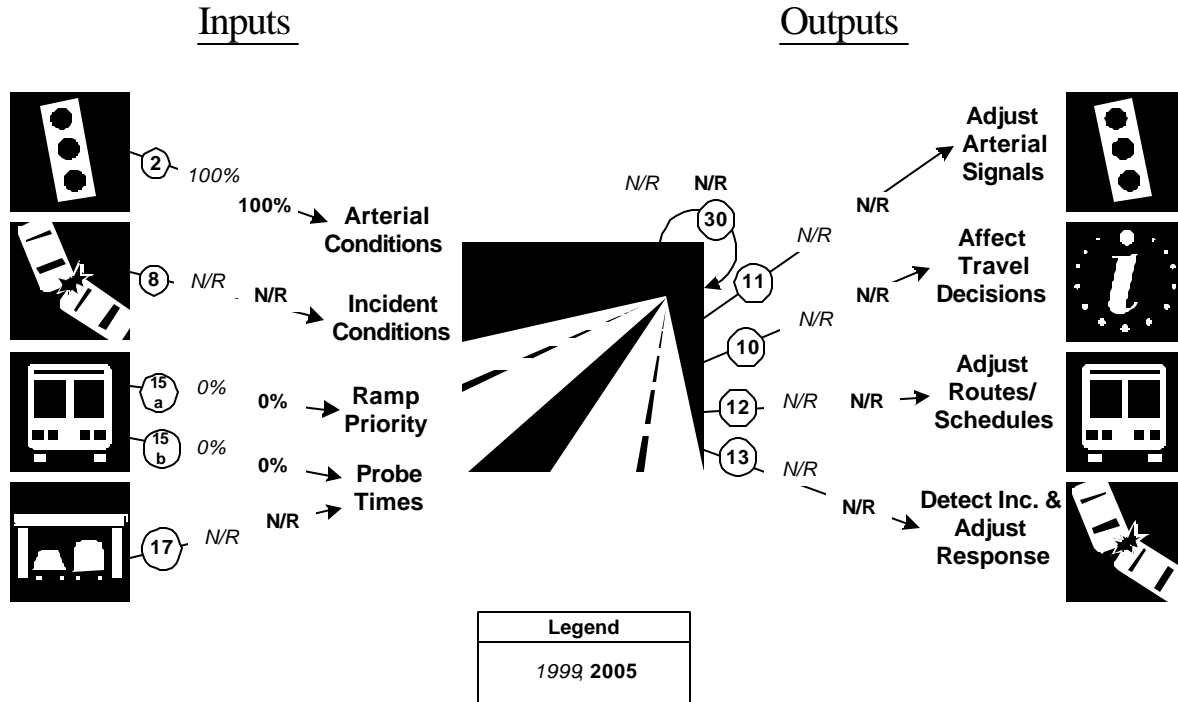 Inputs
Outputs
2
100%
100%
Arterial
Conditions
8
N/R
N/R
Incident
Conditions
15
a
0%
0%
Ramp
Priority
15
b
0%
0%
Probe
Times
17
N/R
N/R
N/R
N/R
30
11
N/R
N/R
Adjust
Arterial
Signals
10
N/R
N/R
Affect
Travel
Decisions
12
N/R
N/R
Adjust
Routes/
Schedules
13
N/R
N/R
Detect Inc. &
Adjust
Response
Legend
1999, 2005